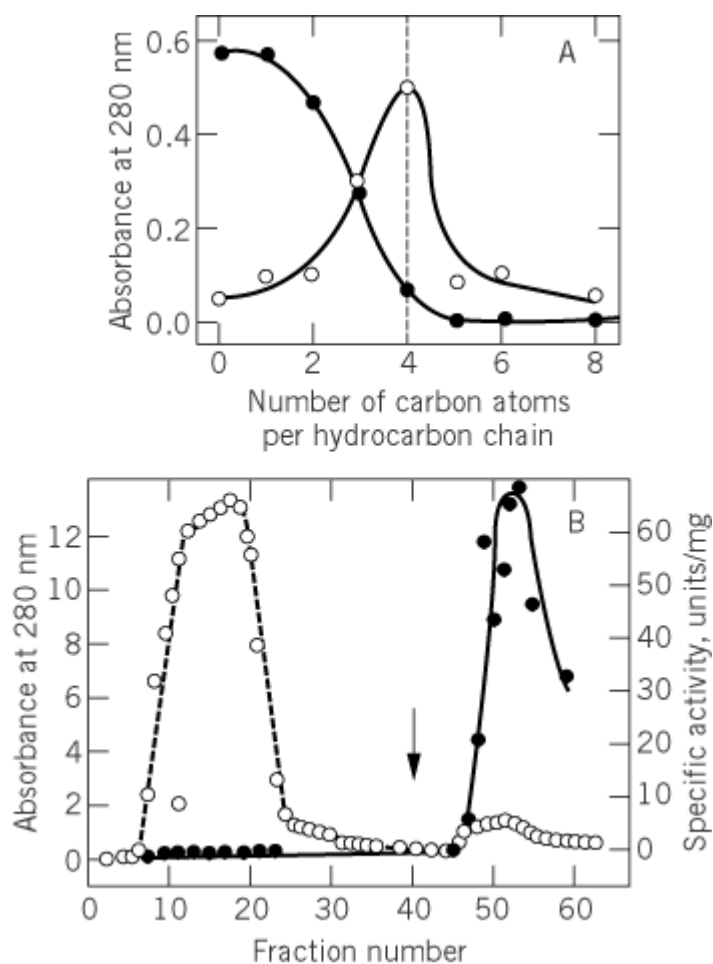 A
Absorbance at 280 nm
0.6
0.4
0.2
0.0
0 2 4 6 8
Number of carbon atoms
per hydrocarbon chain
B
Absorbance at 280 nm
12
10
8
6
4
2
0
60
50
40
30
20
10
0
Specific activity, units/mg
0 10 20 30 40 50 60
Fraction number